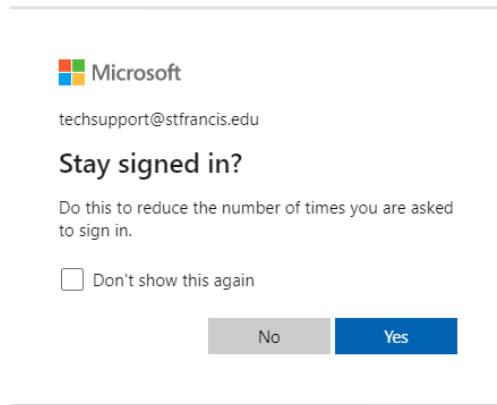 Microsoft
techsupport@stfrancis.edu
Stay signed in?
Do this to reduce the number of times you are asked
to sign in.
Don't show this again
No Yes